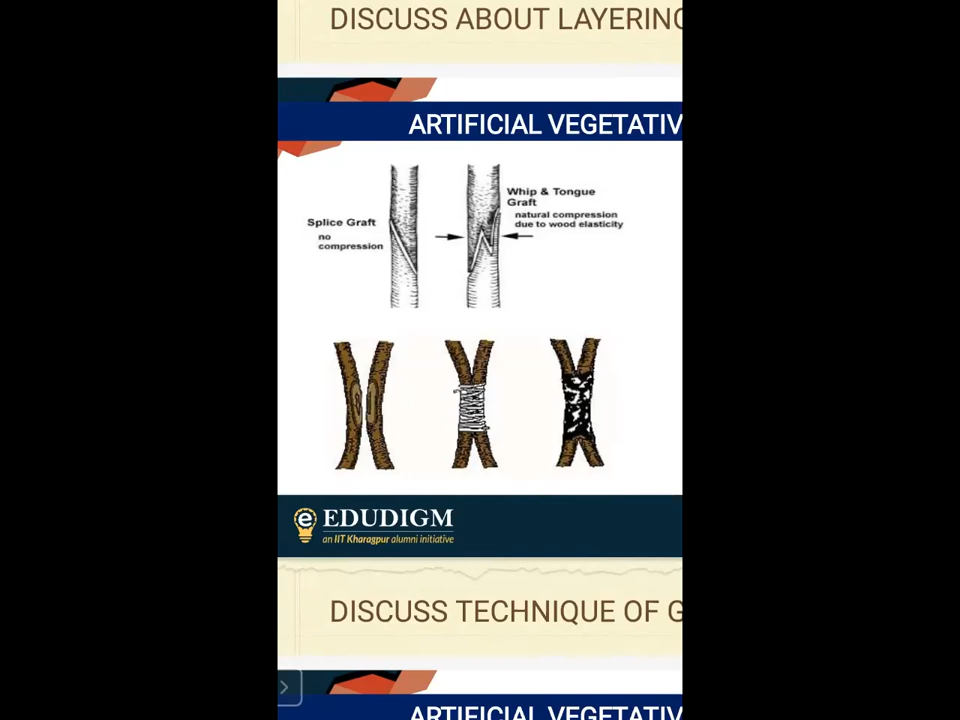 DISCUSS ABOUT LAYERING
ARTIFICIAL VEGETATIV
Whip & Tongue
Graft
natural compression
due to wood elasticity
Splice Graft
no
compression
e EDUDIGM
an IIT Kharagpur alumni initiative
DISCUSS TECHNIQUE OF G
ARTIFICIAL VEGETATIV